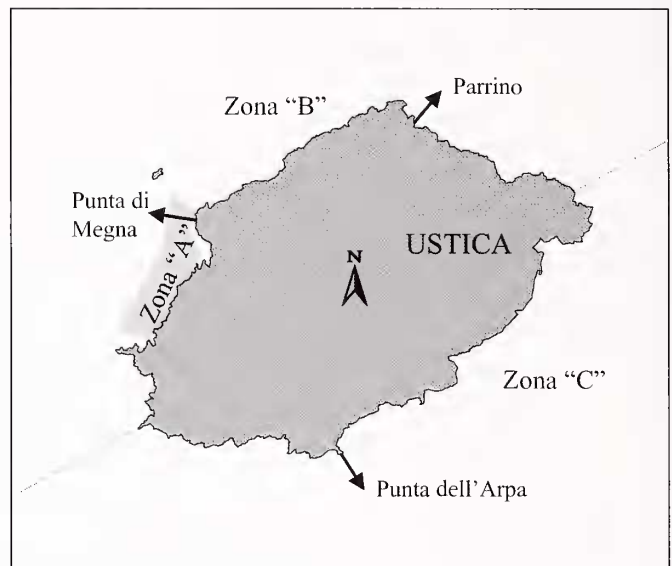 Parrino
Zona “B”
Punta di
Megna
Zona “A”
USTICA
N
Zona “C”
Punta dell’Arpa